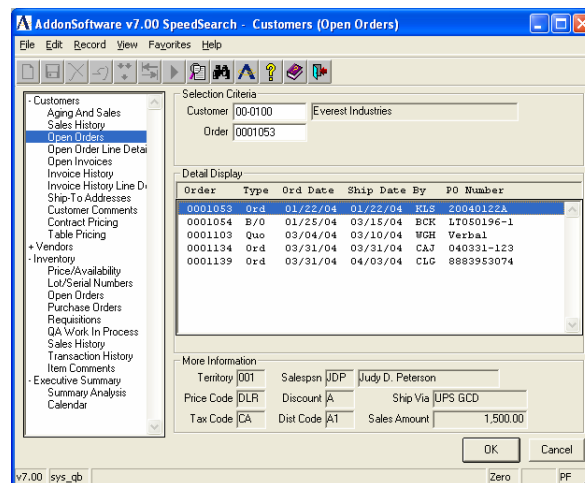 AddonSoftware v7.00 SpeedSearch - Customers (Open Orders)
File Edit Record View Favorites Help
- Customers
Aging And Sales
Sales History
Open Orders
Open Order Line Detai
Open Invoices
Invoice History
Invoice History Line D
Ship-To Addresses
Customer Comments
Contract Pricing
Table Pricing
+ Vendors
- Inventory
Price/Availability
Lot/Serial Numbers
Open Orders
Purchase Orders
Requisitions
QA Work In Process
Sales History
Transaction History
Item Comments
- Executive Summary
Summary Analysis
Calendar
Selection Criteria
Customer 00-0100 Everest Industries
Order 0001053
Detail Display
Order Type Ord Date Ship Date By PO Number
0001053 Ord 01/22/04 01/22/04 KLS 20040122A
0001054 B/O 01/25/04 03/15/04 BCK LT050196-1
0001103 Quo 03/04/04 03/10/04 WGH Verbal
0001134 Ord 03/31/04 03/31/04 CAJ 040331-123
0001139 Ord 03/31/04 04/03/04 CLG 8883953074
More Information
Territory 001 Salespsn JDP Judy D. Peterson
Price Code DLR Discount A Ship Via UPS GCD
Tax Code CA Dist Code A1 Sales Amount 1,500.00
OK Cancel
v7.00 sys_qb Zero PF